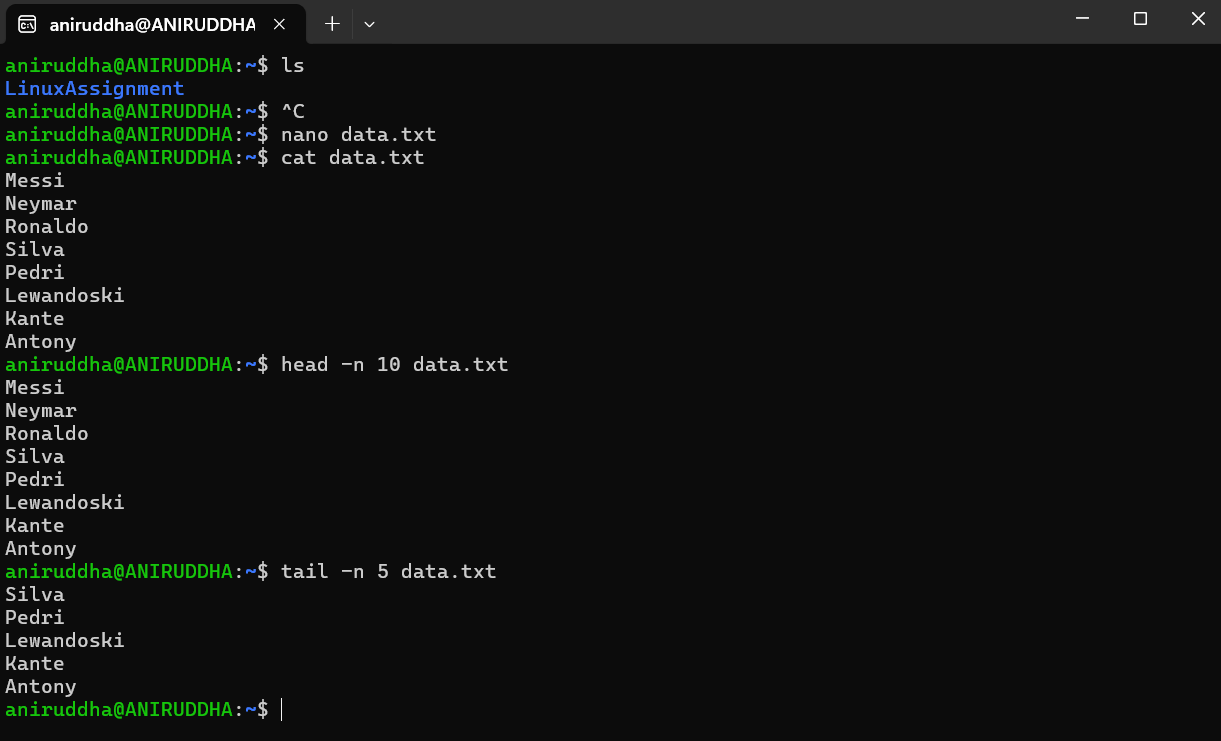 aniruddha@ANIRUDDHA
aniruddha@ANIRUDDHA:~$ ls
LinuxAssignment
aniruddha@ANIRUDDHA:~$ ^C
aniruddha@ANIRUDDHA:~$ nano data.txt
aniruddha@ANIRUDDHA:~$ cat data.txt
Messi
Neymar
Ronaldo
Silva
Pedri
Lewandoski
Kante
Antony
aniruddha@ANIRUDDHA:~$ head -n 10 data.txt
Messi
Neymar
Ronaldo
Silva
Pedri
Lewandoski
Kante
Antony
aniruddha@ANIRUDDHA:~$ tail -n 5 data.txt
Silva
Pedri
Lewandoski
Kante
Antony
aniruddha@ANIRUDDHA:~$